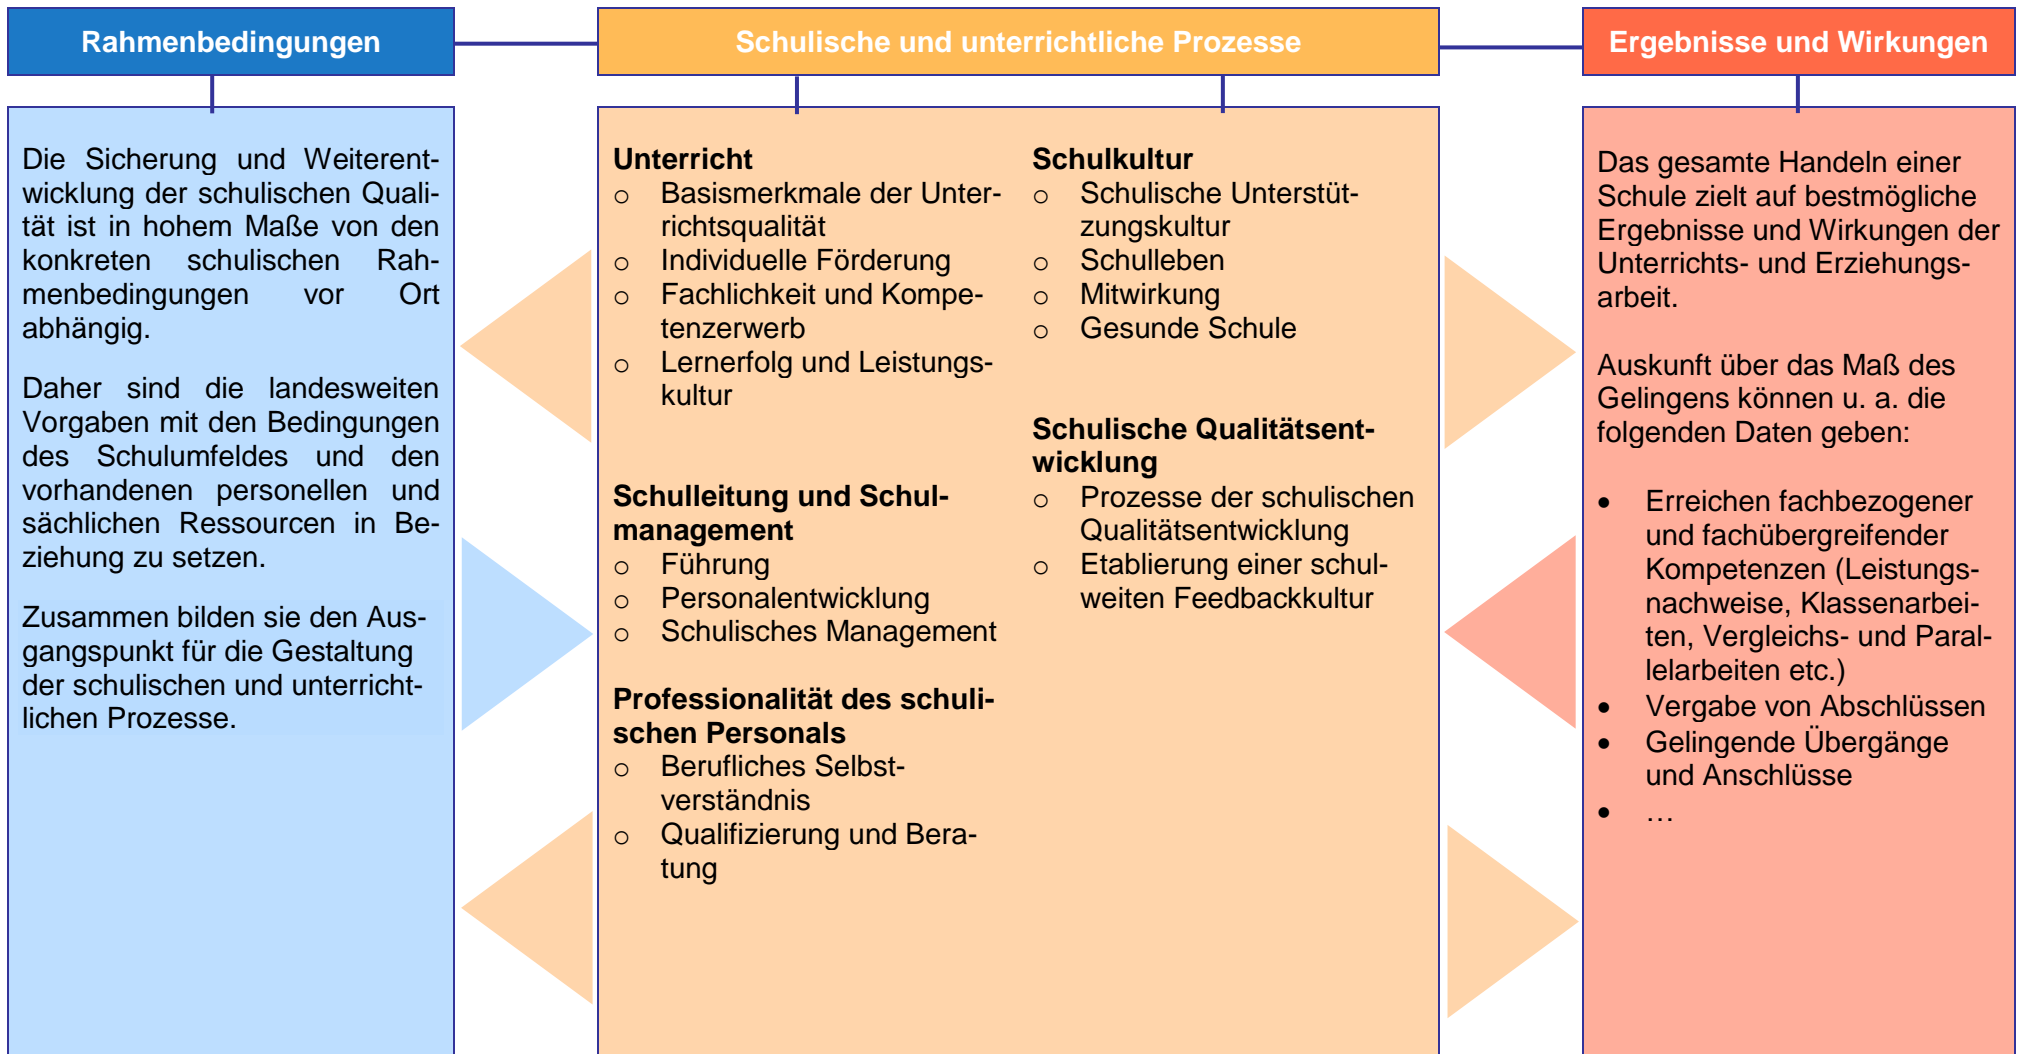 Rahmenbedingungen
Die Sicherung und Weiterent-
wicklung der schulischen Quali-
tät ist in hohem Maße von den
konkreten schulischen Rah-
menbedingungen vor Ort
abhängig.
Daher sind die landesweiten
Vorgaben mit den Bedingungen
des Schulumfeldes und den
vorhandenen personellen und
sächlichen Ressourcen in Be-
ziehung zu setzen.
Zusammen bilden sie den Aus-
gangspunkt für die Gestaltung
der schulischen und unterricht-
lichen Prozesse.
Schulische und unterrichtliche Prozesse
Unterricht
o Basismerkmale der Unter-
richtsqualität
o Individuelle Förderung
o Fachlichkeit und Kompe-
tenzerwerb
o Lernerfolg und Leistungs-
kultur
Schulleitung und Schul-
management
o Führung
o Personalentwicklung
o Schulisches Management
Professionalität des schuli-
schen Personals
o Berufliches Selbst-
verständnis
o Qualifizierung und Bera-
tung
Schulkultur
o Schulische Unterstüt-
zungskultur
o Schulleben
o Mitwirkung
o Gesunde Schule
Schulische Qualitätsent-
wicklung
o Prozesse der schulischen
Qualitätsentwicklung
o Etablierung einer schul-
weiten Feedbackkultur
Ergebnisse und Wirkungen
Das gesamte Handeln einer
Schule zielt auf bestmögliche
Ergebnisse und Wirkungen der
Unterrichts- und Erziehungs-
arbeit.
Auskunft über das Maß des
Gelingens können u. a. die
folgenden Daten geben:
• Erreichen fachbezogener
und fachübergreifender
Kompetenzen (Leistungs-
nachweise, Klassenarbei-
ten, Vergleichs- und Paral-
lelarbeiten etc.)
• Vergabe von Abschlüssen
• Gelingende Übergänge
und Anschlüsse
• …